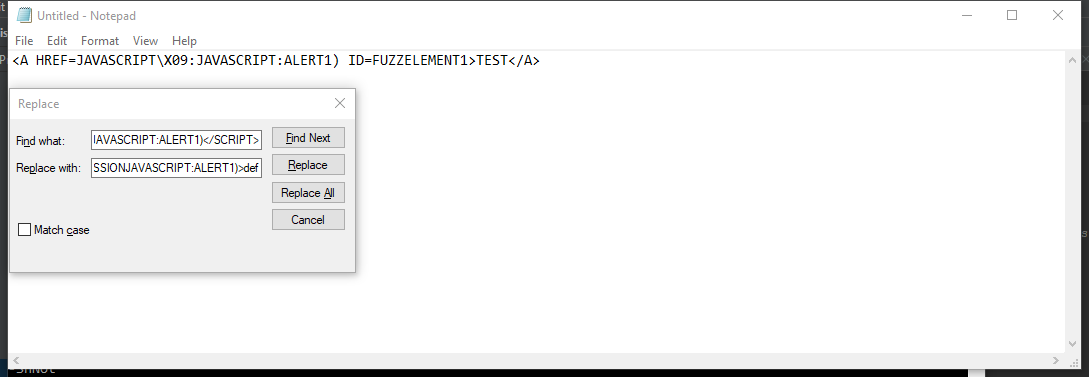 Untitled - Notepad
File Edit Format View Help
<A HREF=JAVASCRIPT\X09:JAVASCRIPT:ALERT1) ID=FUZZELEMENT1>TEST</A>
Replace
Find what: IAVASCRIPT:ALERT1)</SCRIPT> Find Next
Replace with: SSIONJAVASCRIPT:ALERT1)>def Replace
Replace All
Cancel
Match case